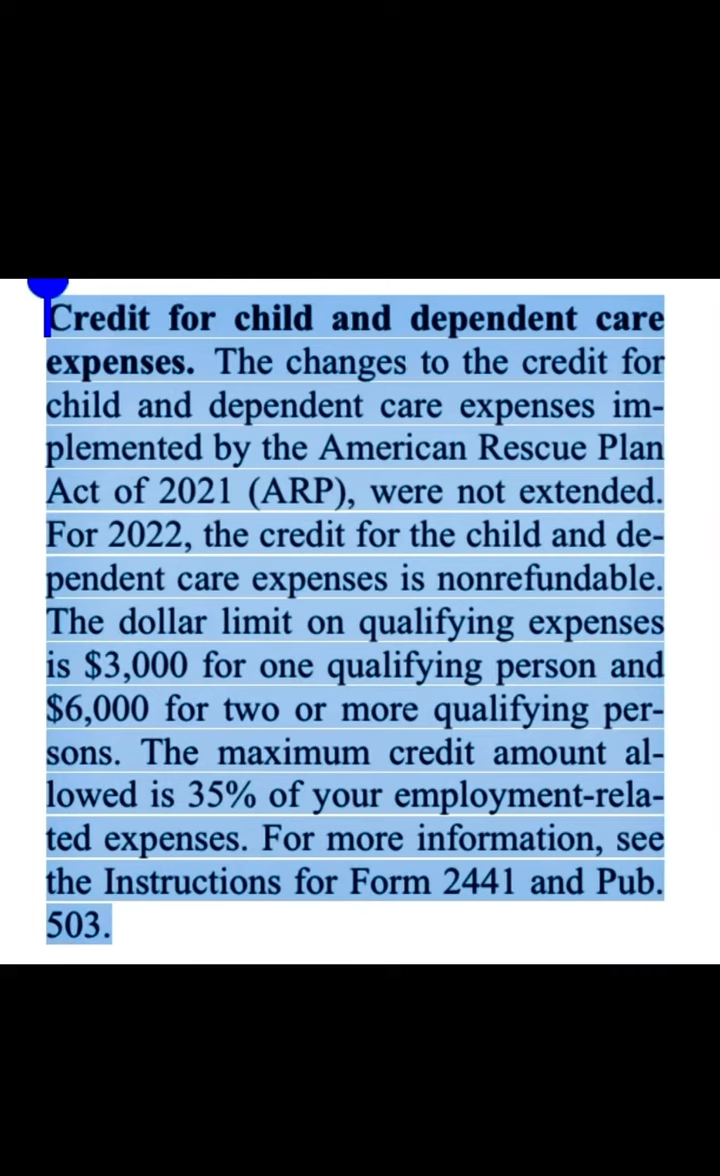 Credit for child and dependent care
expenses. The changes to the credit for
child and dependent care expenses im-
plemented by the American Rescue Plan
Act of 2021 (ARP), were not extended.
For 2022, the credit for the child and de-
pendent care expenses is nonrefundable.
The dollar limit on qualifying expenses
is $3,000 for one qualifying person and
$6,000 for two or more qualifying per-
sons. The maximum credit amount al-
lowed is 35% of your employment-rela-
ted expenses. For more information, see
the Instructions for Form 2441 and Pub.
503.